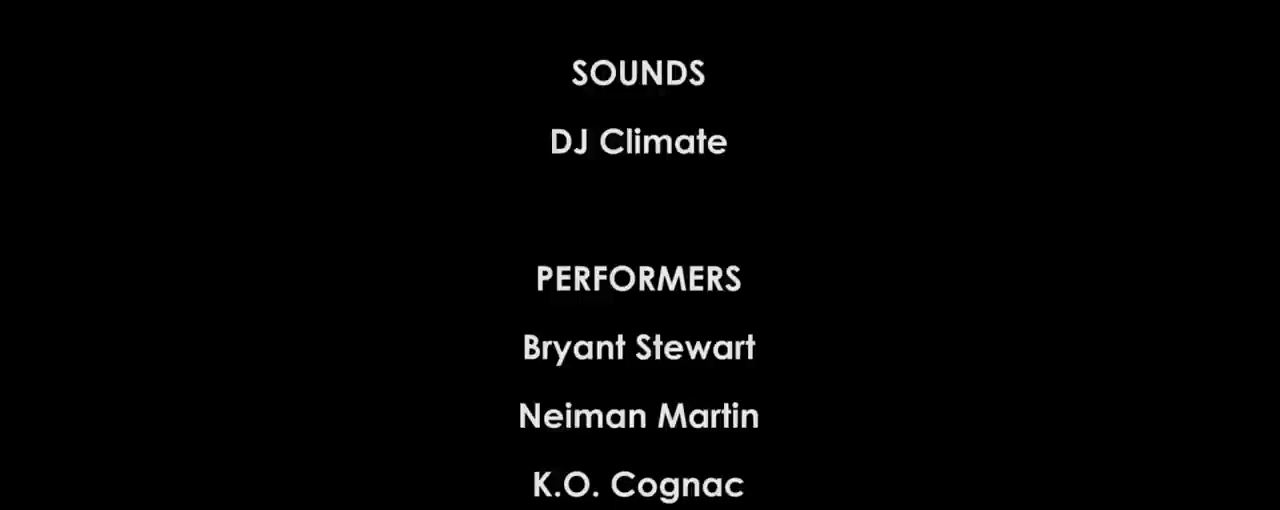 SOUNDS
DJ Climate
PERFORMERS
Bryant Stewart
Neiman Martin
K.O. Cognac